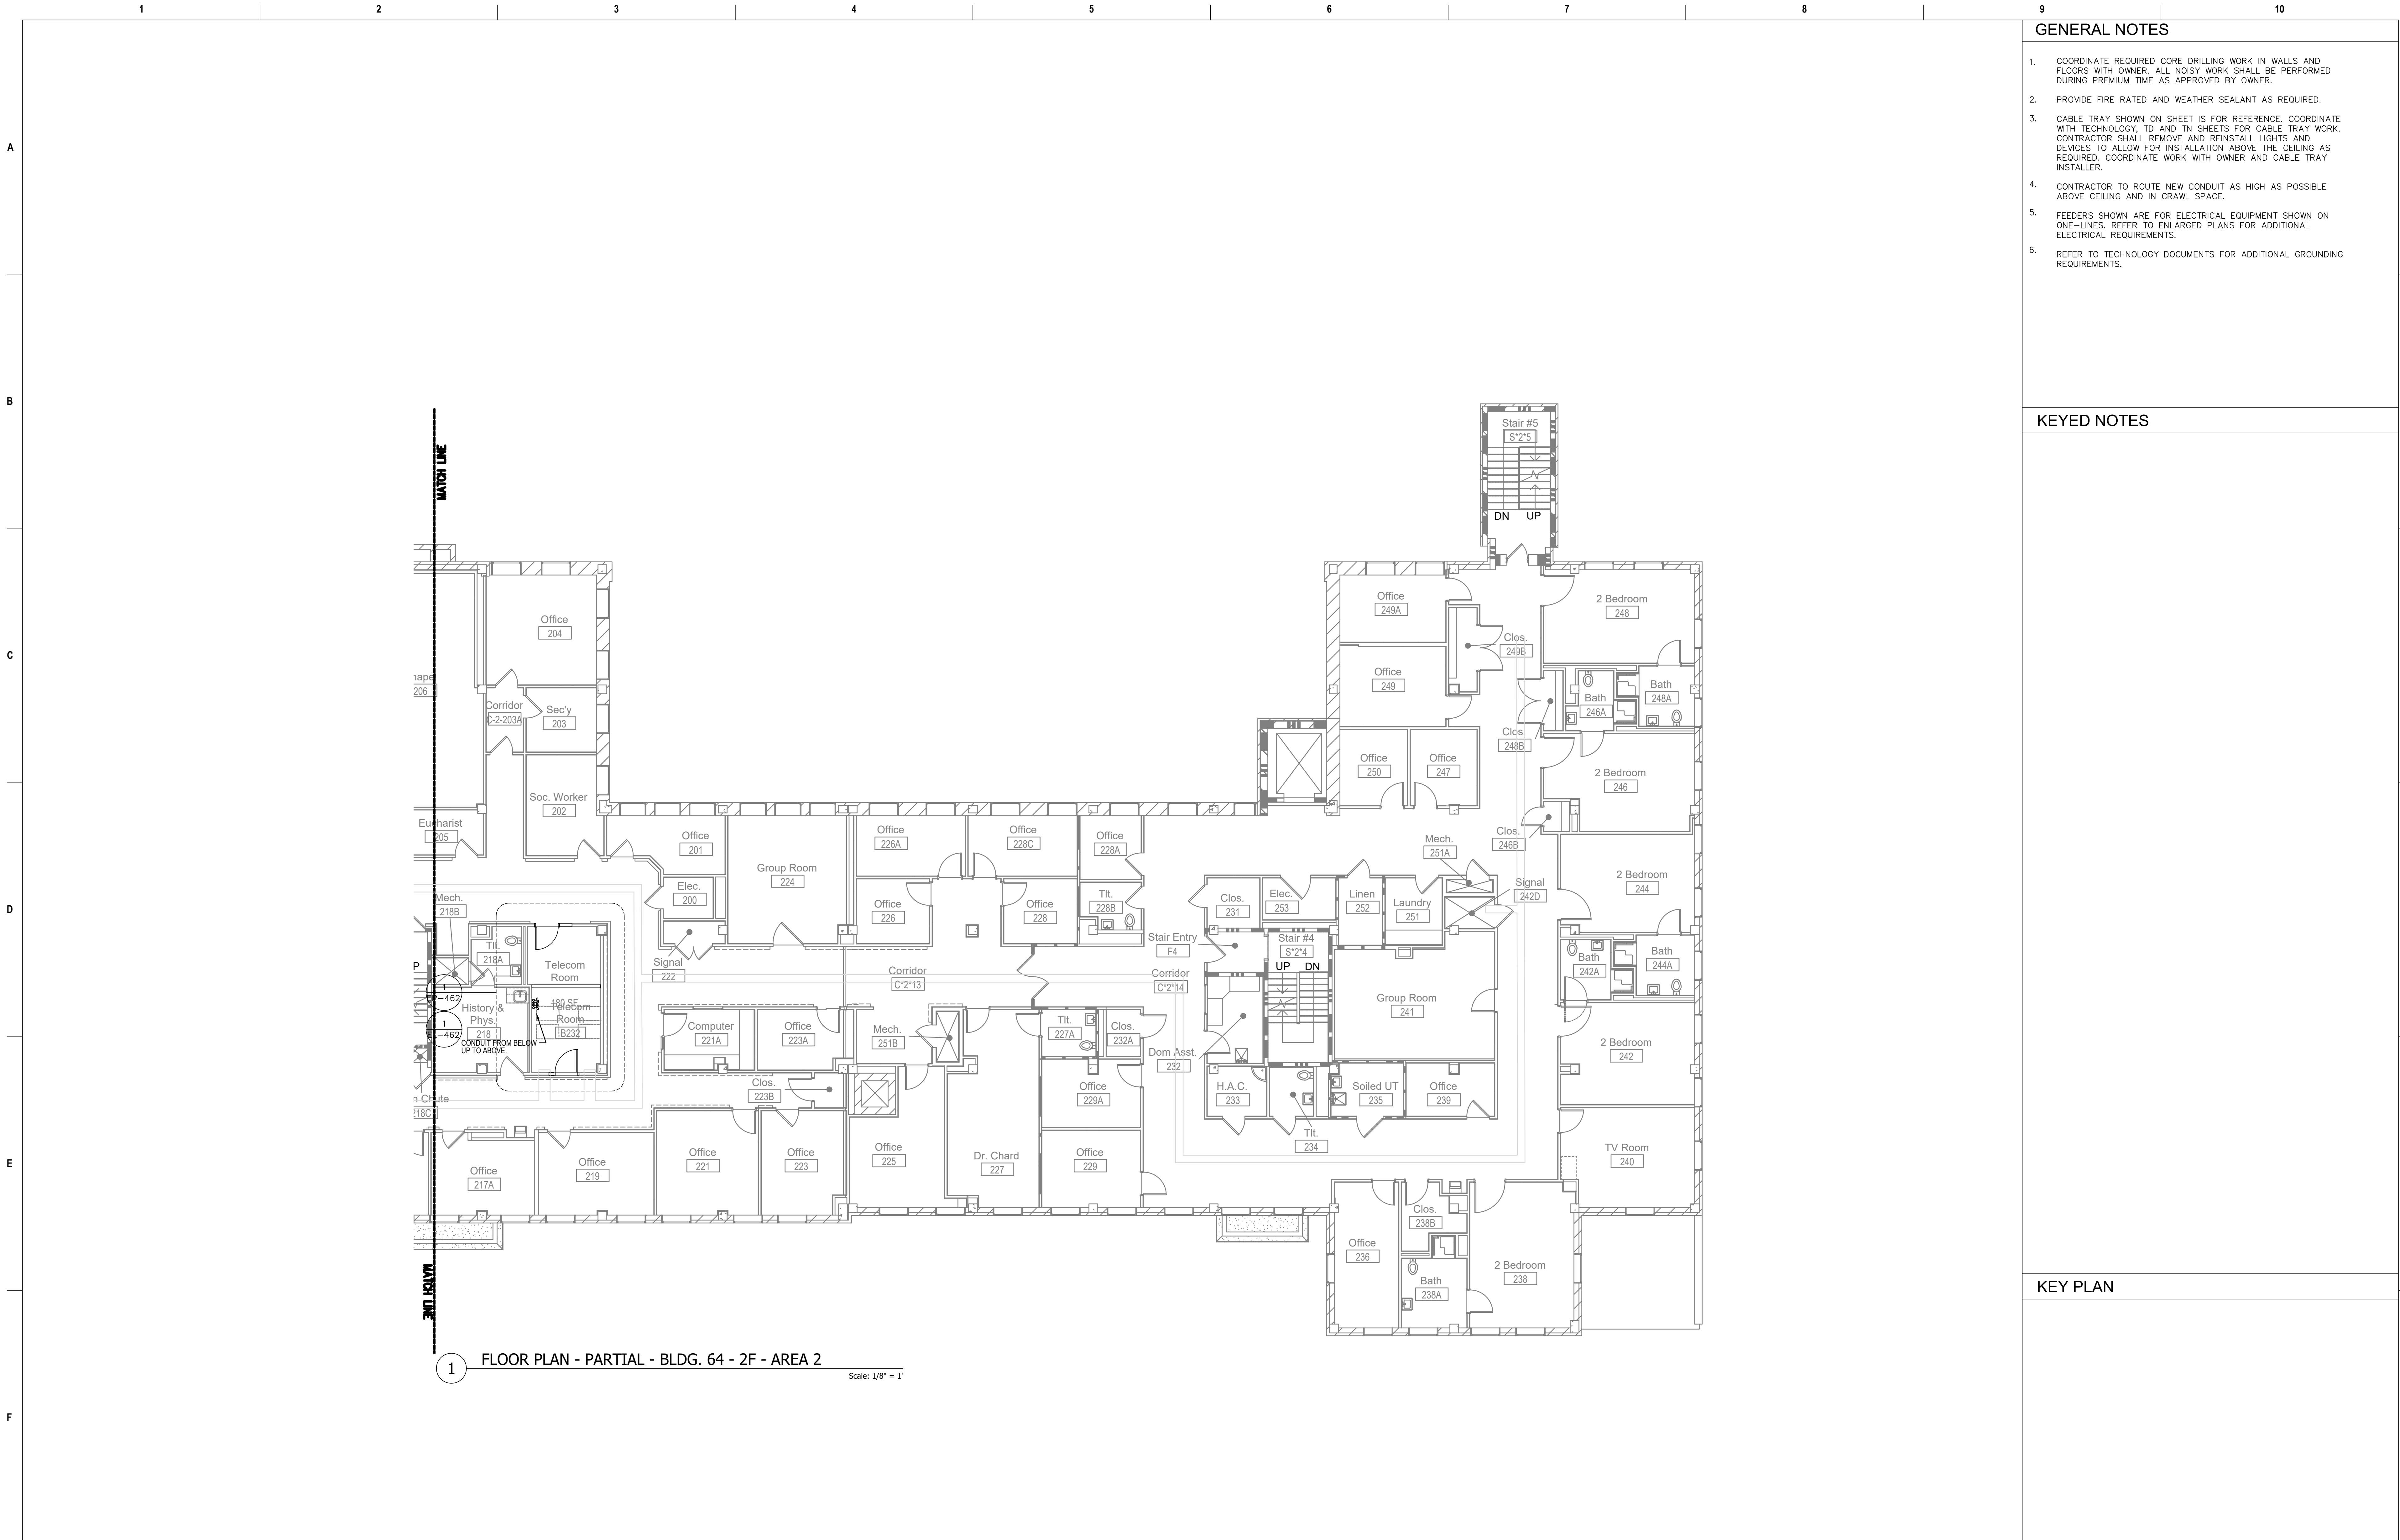 1 2 3 4 5 6 7 8 9 10
A
B
C
D
E
F
GENERAL NOTES
1. COORDINATE REQUIRED CORE DRILLING WORK IN WALLS AND
FLOORS WITH OWNER. ALL NOISY WORK SHALL BE PERFORMED
DURING PREMIUM TIME AS APPROVED BY OWNER.
2. PROVIDE FIRE RATED AND WEATHER SEALANT AS REQUIRED.
3. CABLE TRAY SHOWN ON SHEET IS FOR REFERENCE. COORDINATE
WITH TECHNOLOGY, TD AND TN SHEETS FOR CABLE TRAY WORK.
CONTRACTOR SHALL REMOVE AND REINSTALL LIGHTS AND
DEVICES TO ALLOW FOR INSTALLATION ABOVE THE CEILING AS
REQUIRED. COORDINATE WORK WITH OWNER AND CABLE TRAY
INSTALLER.
4. CONTRACTOR TO ROUTE NEW CONDUIT AS HIGH AS POSSIBLE
ABOVE CEILING AND IN CRAWL SPACE.
5. FEEDERS SHOWN ARE FOR ELECTRICAL EQUIPMENT SHOWN ON
ONE-LINES. REFER TO ENLARGED PLANS FOR ADDITIONAL
ELECTRICAL REQUIREMENTS.
6. REFER TO TECHNOLOGY DOCUMENTS FOR ADDITIONAL GROUNDING
REQUIREMENTS.
KEYED NOTES
KEY PLAN
MATCH LINE
Stair #5
S*2*5
DN UP
Office
204
206
Corridor
C-2-203A
Sec'y
203
Soc. Worker
202
Eucharist
205
Office
201
Elec.
200
Group Room
224
Signal
222
Mech.
218B
Tlt.
218A
Telecom
Room
180 SF
Telecom
Room
B232
History &
Phys.
218
1
EP-462
1
EL-462
CONDUIT FROM BELOW
UP TO ABOVE.
Chute
218C
Office
217A
Office
219
Office
221
Office
223
Computer
221A
Office
223A
Clos.
223B
Mech.
251B
Office
225
Dr. Chard
227
Tlt.
227A
Clos.
232A
Office
229A
Office
229
Office
226A
Office
228C
Office
228A
Office
226
Office
228
Tlt.
228B
Corridor
C*2*13
Corridor
C*2*14
Stair Entry
F4
Dom Asst.
232
Clos.
231
Elec.
253
Linen
252
Laundry
251
Mech.
251A
Signal
242D
Stair #4
S*2*4
UP DN
Group Room
241
H.A.C.
233
Tlt.
234
Soiled UT
235
Office
239
Office
249A
Office
249
Office
250
Office
247
Clos.
249B
Clos.
248B
Clos.
246B
2 Bedroom
248
Bath
246A
Bath
248A
2 Bedroom
246
2 Bedroom
244
Bath
242A
Bath
244A
2 Bedroom
242
TV Room
240
Office
236
Clos.
238B
Bath
238A
2 Bedroom
238
MATCH LINE
1 FLOOR PLAN - PARTIAL - BLDG. 64 - 2F - AREA 2
Scale: 1/8" = 1'